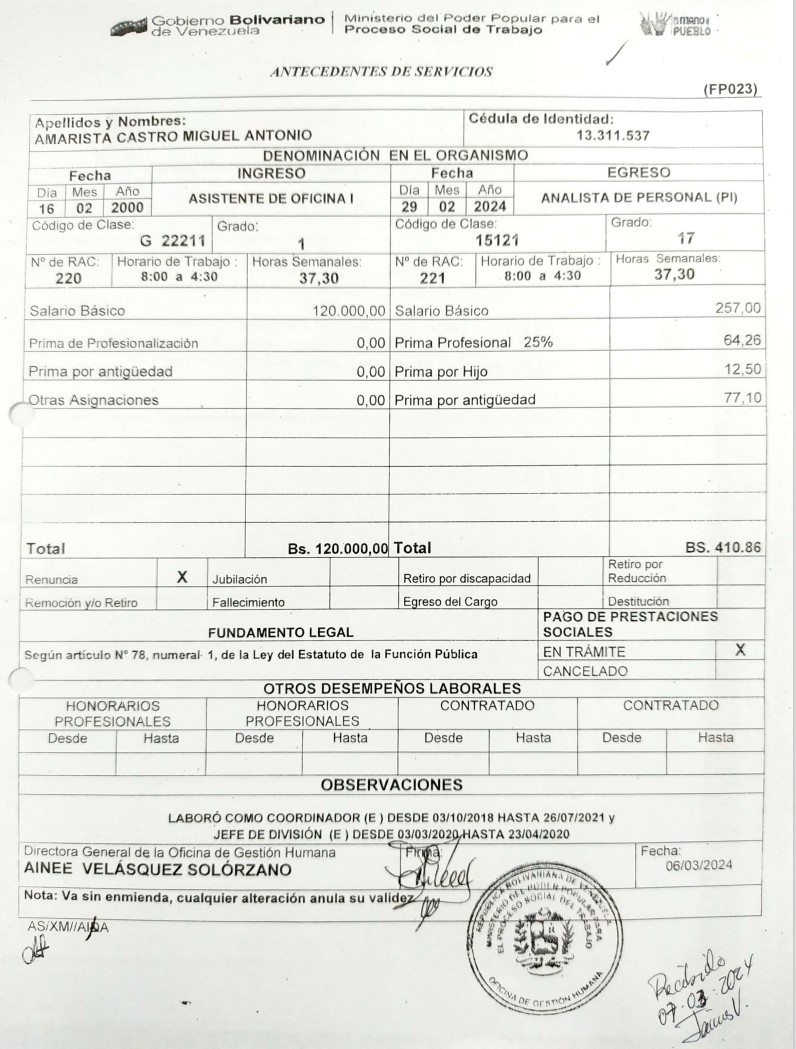 Gobierno Bolivariano de Venezuela
Ministerio del Poder Popular para el Proceso Social de Trabajo
MANO PUEBLO
ANTECEDENTES DE SERVICIOS
(FP023)
Apellidos y Nombres: Cédula de Identidad:
AMARISTA CASTRO MIGUEL ANTONIO 13.311.537
DENOMINACIÓN EN EL ORGANISMO
Fecha INGRESO Fecha EGRESO
Día Mes Año ASISTENTE DE OFICINA I Día Mes Año ANALISTA DE PERSONAL (PI)
16 02 2000 29 02 2024
Código de Clase: Grado: Código de Clase: Grado:
G 22211 1 15121 17
Nº de RAC: Horario de Trabajo : Horas Semanales: Nº de RAC: Horario de Trabajo : Horas Semanales:
220 8:00 a 4:30 37,30 221 8:00 a 4:30 37,30
Salario Básico 120.000,00 Salario Básico 257,00
Prima de Profesionalización 0,00 Prima Profesional 25% 64,26
Prima por antigüedad 0,00 Prima por Hijo 12,50
Otras Asignaciones 0,00 Prima por antigüedad 77,10
Total Bs. 120.000,00 Total BS. 410.86
Renuncia X Jubilación Retiro por discapacidad Retiro por Reducción
Remoción y/o Retiro Fallecimiento Egreso del Cargo Destitución
FUNDAMENTO LEGAL PAGO DE PRESTACIONES SOCIALES
Según artículo Nº 78, numeral 1, de la Ley del Estatuto de la Función Pública EN TRÁMITE X
CANCELADO
OTROS DESEMPEÑOS LABORALES
HONORARIOS PROFESIONALES HONORARIOS PROFESIONALES CONTRATADO CONTRATADO
Desde Hasta Desde Hasta Desde Hasta Desde Hasta
OBSERVACIONES
LABORÓ COMO COORDINADOR (E ) DESDE 03/10/2018 HASTA 26/07/2021 y
JEFE DE DIVISIÓN (E ) DESDE 03/03/2020 HASTA 23/04/2020
Directora General de la Oficina de Gestión Humana Firma: Fecha:
AINEE VELÁSQUEZ SOLÓRZANO 06/03/2024
Nota: Va sin enmienda, cualquier alteración anula su validez
AS/XM//AIDA
REPÚBLICA BOLIVARIANA DE VENEZUELA
MINISTERIO DEL PODER POPULAR PARA
EL PROCESO SOCIAL DEL TRABAJO
OFICINA DE GESTIÓN HUMANA
Recibido
07-03-2024